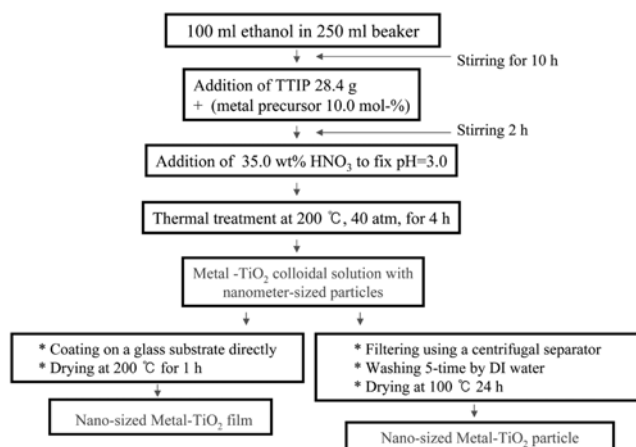 100 ml ethanol in 250 ml beaker
Stirring for 10 h
Addition of TTIP 28.4 g
+ (metal precursor 10.0 mol-%)
Stirring 2 h
Addition of 35.0 wt% HNO₃ to fix pH=3.0
Thermal treatment at 200 ℃, 40 atm, for 4 h
Metal -TiO₂ colloidal solution with
nanometer-sized particles
* Coating on a glass substrate directly
* Drying at 200 ℃ for 1 h
* Filtering using a centrifugal separator
* Washing 5-time by DI water
* Drying at 100 ℃ 24 h
Nano-sized Metal-TiO₂ film
Nano-sized Metal-TiO₂ particle